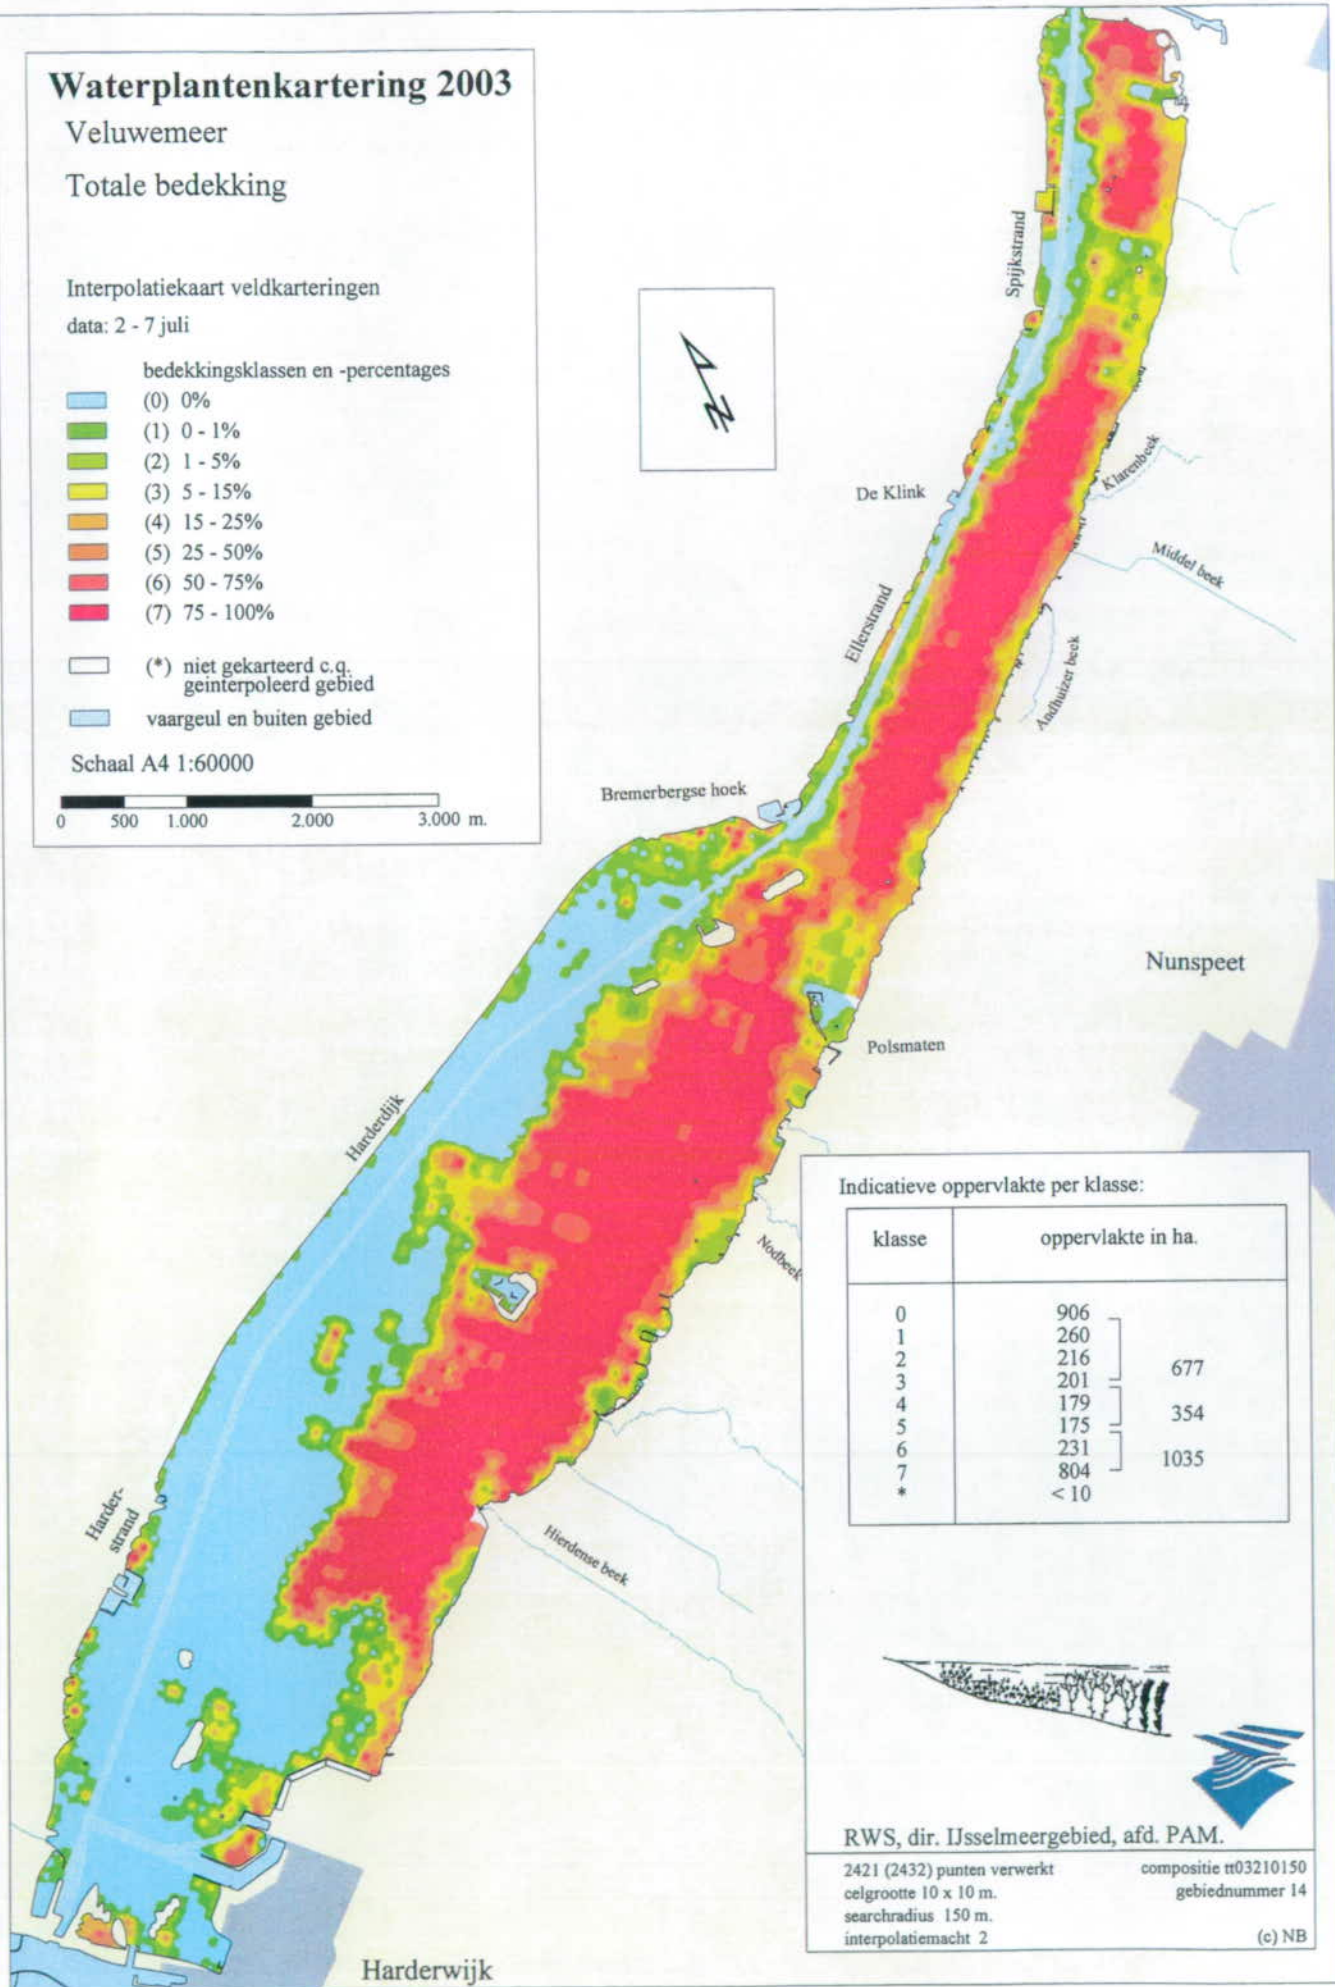 Waterplantenkartering 2003
Veluwemeer
Totale bedekking
Interpolatiekaart veldkarteringen
data: 2 - 7 juli
bedekkingsklassen en -percentages
(0) 0%
(1) 0 - 1%
(2) 1 - 5%
(3) 5 - 15%
(4) 15 - 25%
(5) 25 - 50%
(6) 50 - 75%
(7) 75 - 100%
(*) niet gekarteerd c.q.
geinterpoleerd gebied
vaargeul en buiten gebied
Schaal A4 1:60000
0 500 1.000 2.000 3.000 m.
N
Spijkstrand
De Klink
Klarenbeek
Middel beek
Ellerstrand
Aadhuizer beek
Bremerbergse hoek
Nunspeet
Polsmaten
Harderdijk
Nodbeek
Harder-
strand
Hierdense beek
Harderwijk
Indicatieve oppervlakte per klasse:
klasse oppervlakte in ha.
0 906
1 260
2 216
677
3 201
4 179
354
5 175
6 231
1035
7 804
* < 10
RWS, dir. IJsselmeergebied, afd. PAM.
2421 (2432) punten verwerkt compositie tt03210150
celgrootte 10 x 10 m. gebiednummer 14
searchradius 150 m.
interpolatiemacht 2 (c) NB